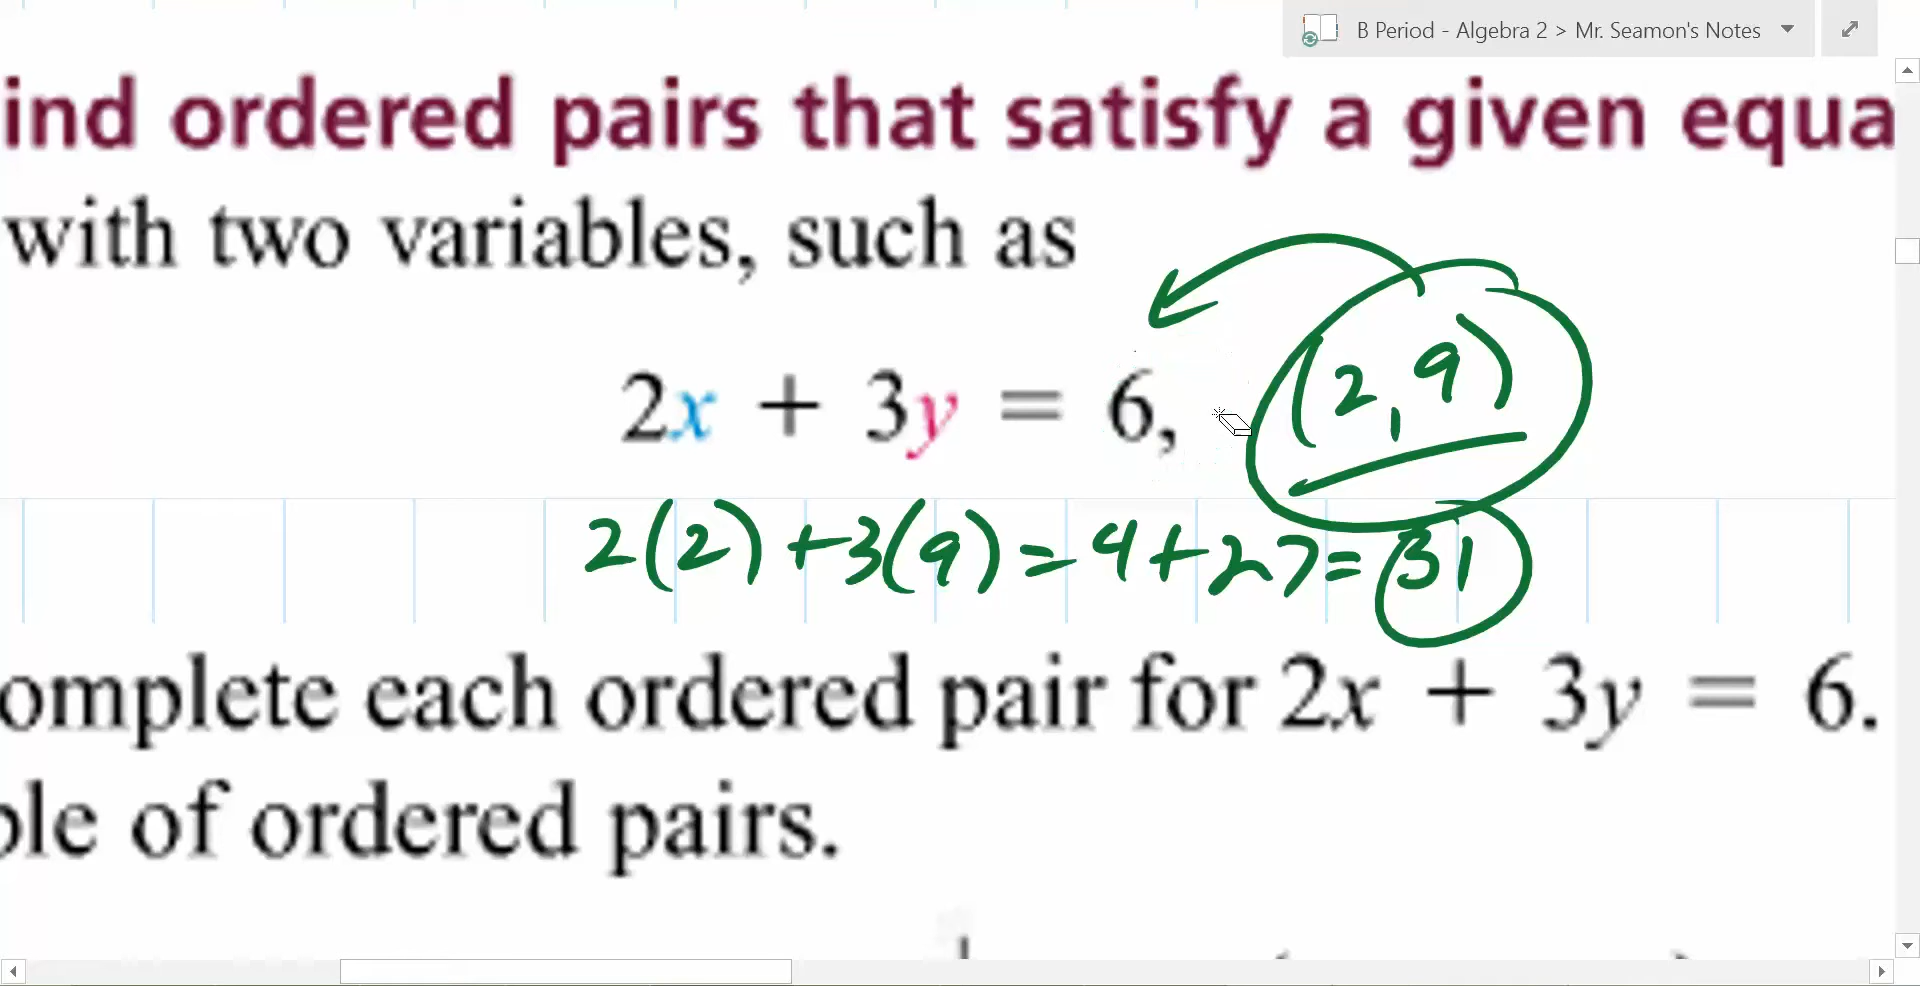 B Period - Algebra 2 > Mr. Seamon's Notes
ind ordered pairs that satisfy a given equa
with two variables, such as
2x + 3y = 6,
(2, 9)
2(2) +3(9) = 4+27= 31
omplete each ordered pair for 2x + 3y = 6.
ble of ordered pairs.